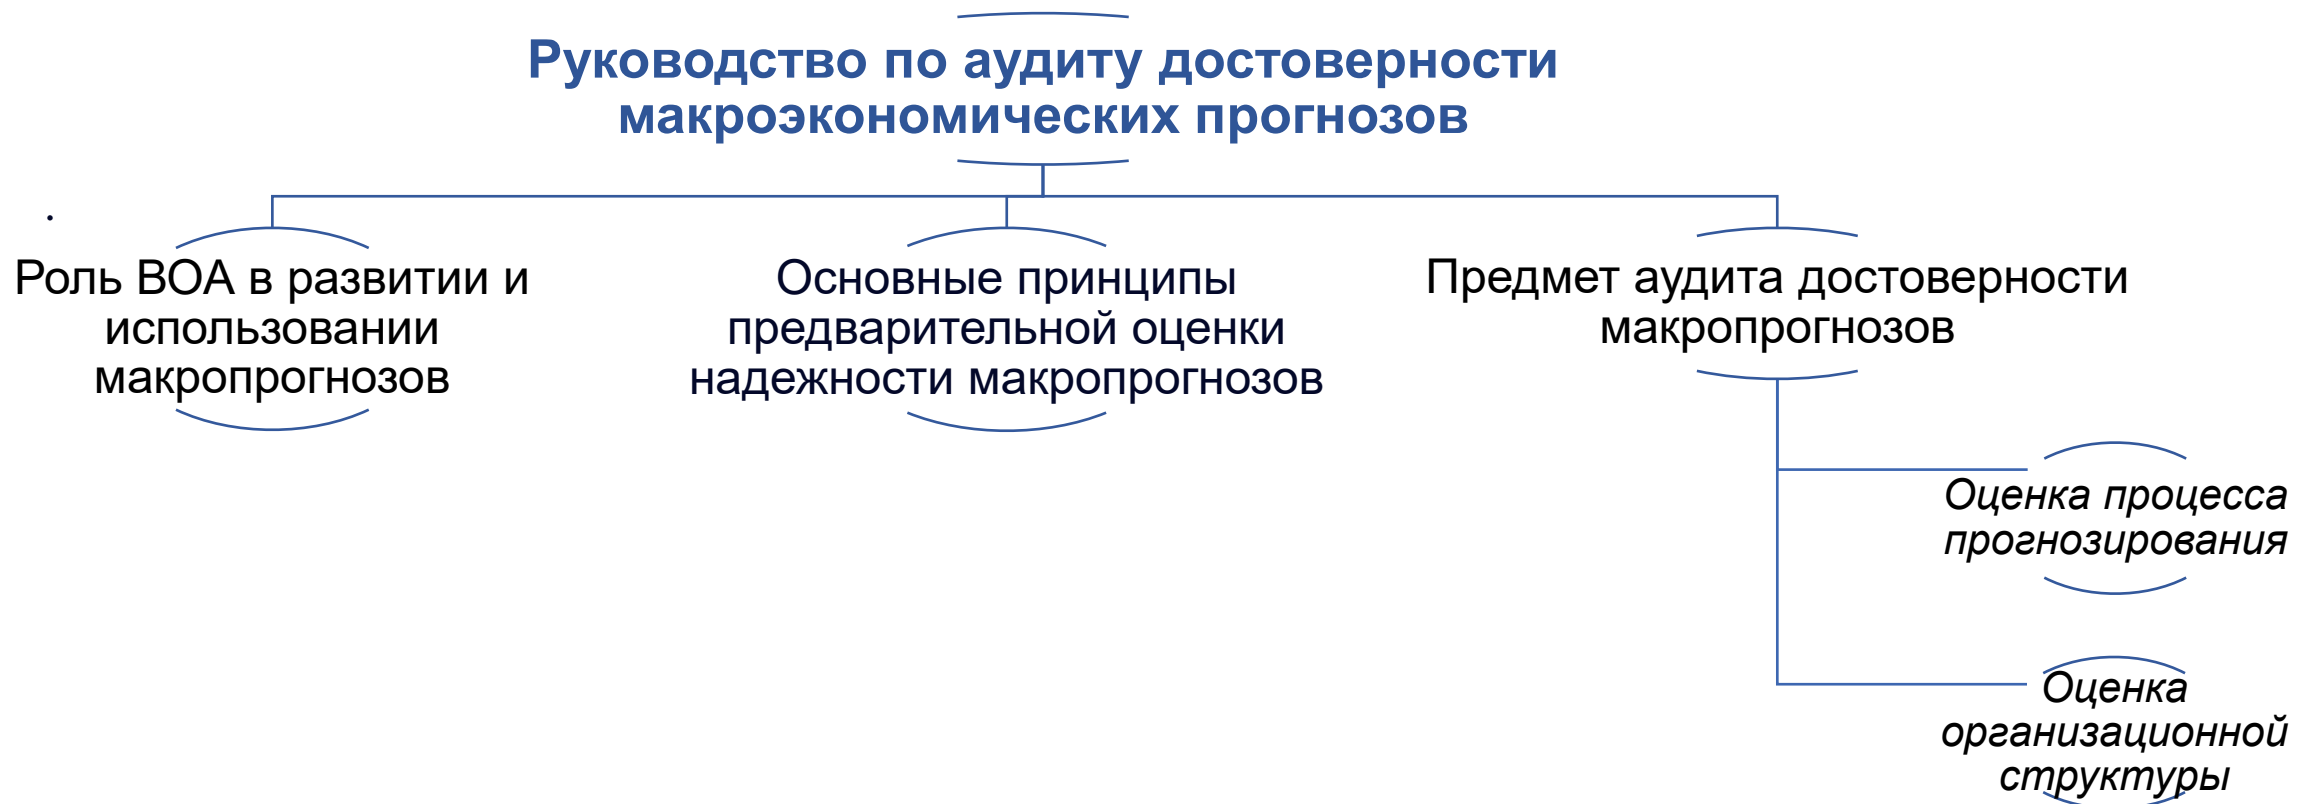 Руководство по аудиту достоверности
макроэкономических прогнозов
.
Роль ВОА в развитии и
использовании
макропрогнозов
Основные принципы
предварительной оценки
надежности макропрогнозов
Предмет аудита достоверности
макропрогнозов
Оценка процесса
прогнозирования
Оценка
организационной
структуры